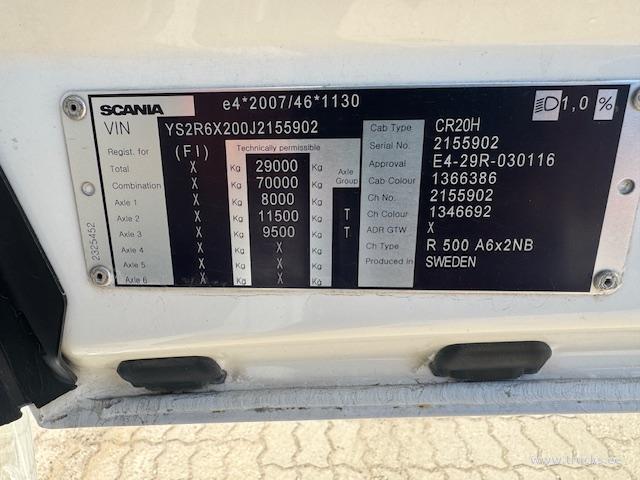 SCANIA e4*2007/46*1130 1,0 %
VIN YS2R6X200J2155902 Cab Type CR20H
Regist. for (FI) Technically permissible Serial No. 2155902
Total X Kg 29000 Kg Axle Group Approval E4-29R-030116
Combination X Kg 70000 Kg Cab Colour 1366386
Axle 1 X Kg 8000 Kg Ch No. 2155902
Axle 2 X Kg 11500 Kg T Ch Colour 1346692
Axle 3 X Kg 9500 Kg T ADR GTW X
Axle 4 X Kg X Kg Ch Type R 500 A6x2NB
Axle 5 X Kg X Kg Produced in SWEDEN
Axle 6 X Kg X Kg
2325452